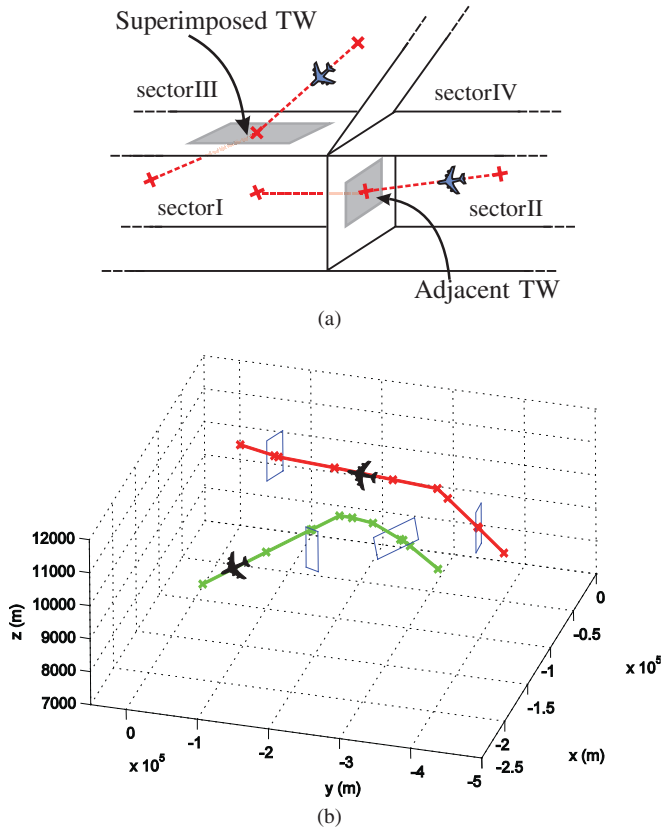 Superimposed TW
sectorIII
sectorIV
sectorI
sectorII
Adjacent TW
(a)
12000
11000
10000
9000
8000
7000
z (m)
0
-1
-2
-3
-4
-5
x 10^5
y (m)
0
-0.5
-1
-1.5
-2
-2.5
x 10^5
x (m)
(b)